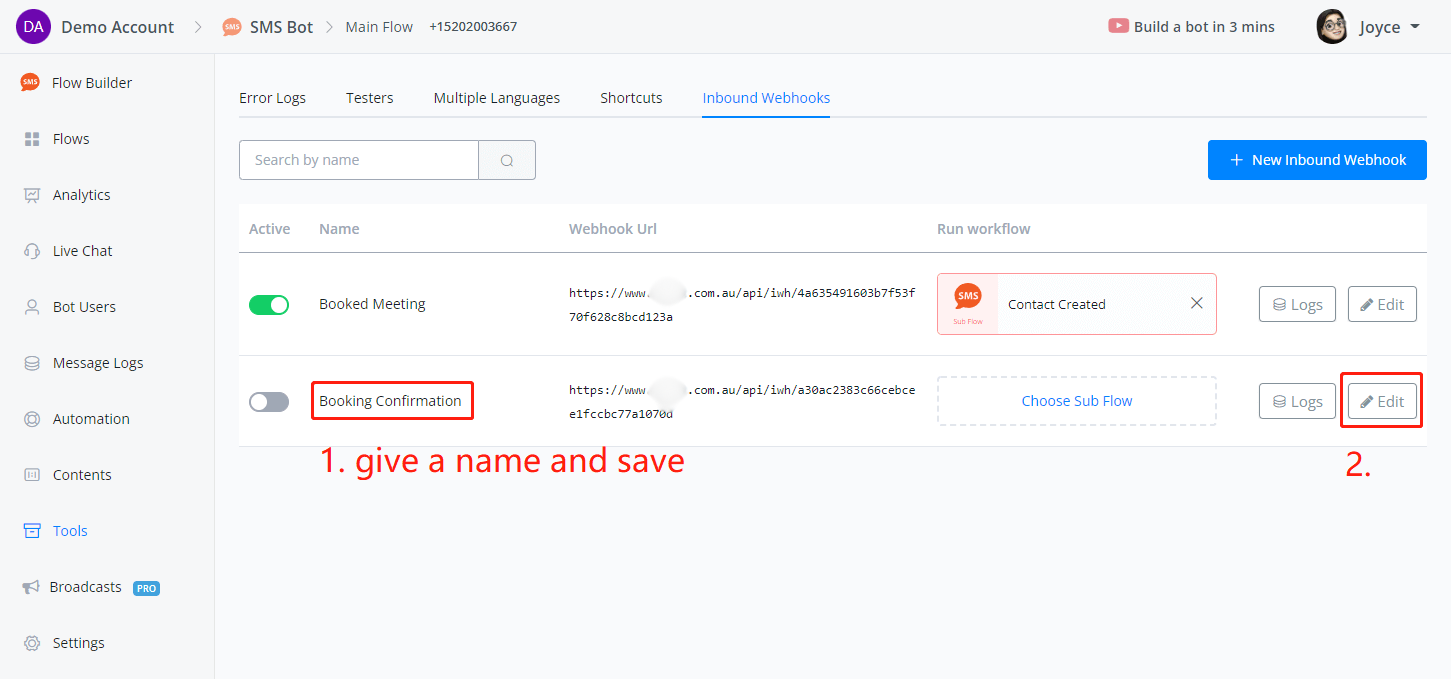 DA Demo Account SMS SMS Bot Main Flow +15202003667 Build a bot in 3 mins Joyce
SMS Flow Builder
Flows
Analytics
Live Chat
Bot Users
Message Logs
Automation
Contents
Tools
Broadcasts PRO
Settings
Error Logs Testers Multiple Languages Shortcuts Inbound Webhooks
Search by name + New Inbound Webhook
Active Name Webhook Url Run workflow
Booked Meeting
https://www. .com.au/api/iwh/4a635491603b7f53f
70f628c8bcd123a
SMS
Sub Flow
Contact Created
Logs Edit
Booking Confirmation
https://www. .com.au/api/iwh/a30ac2383c66cebce
e1fccbc77a1070d
Choose Sub Flow
Logs Edit
1. give a name and save 2.